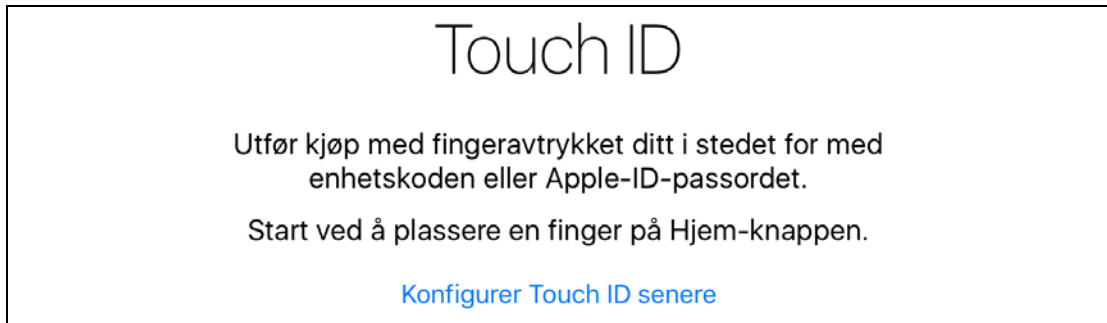 Touch ID
Utfør kjøp med fingeravtrykket ditt i stedet for med
enhetskoden eller Apple-ID-passordet.
Start ved å plassere en finger på Hjem-knappen.
Konfigurer Touch ID senere